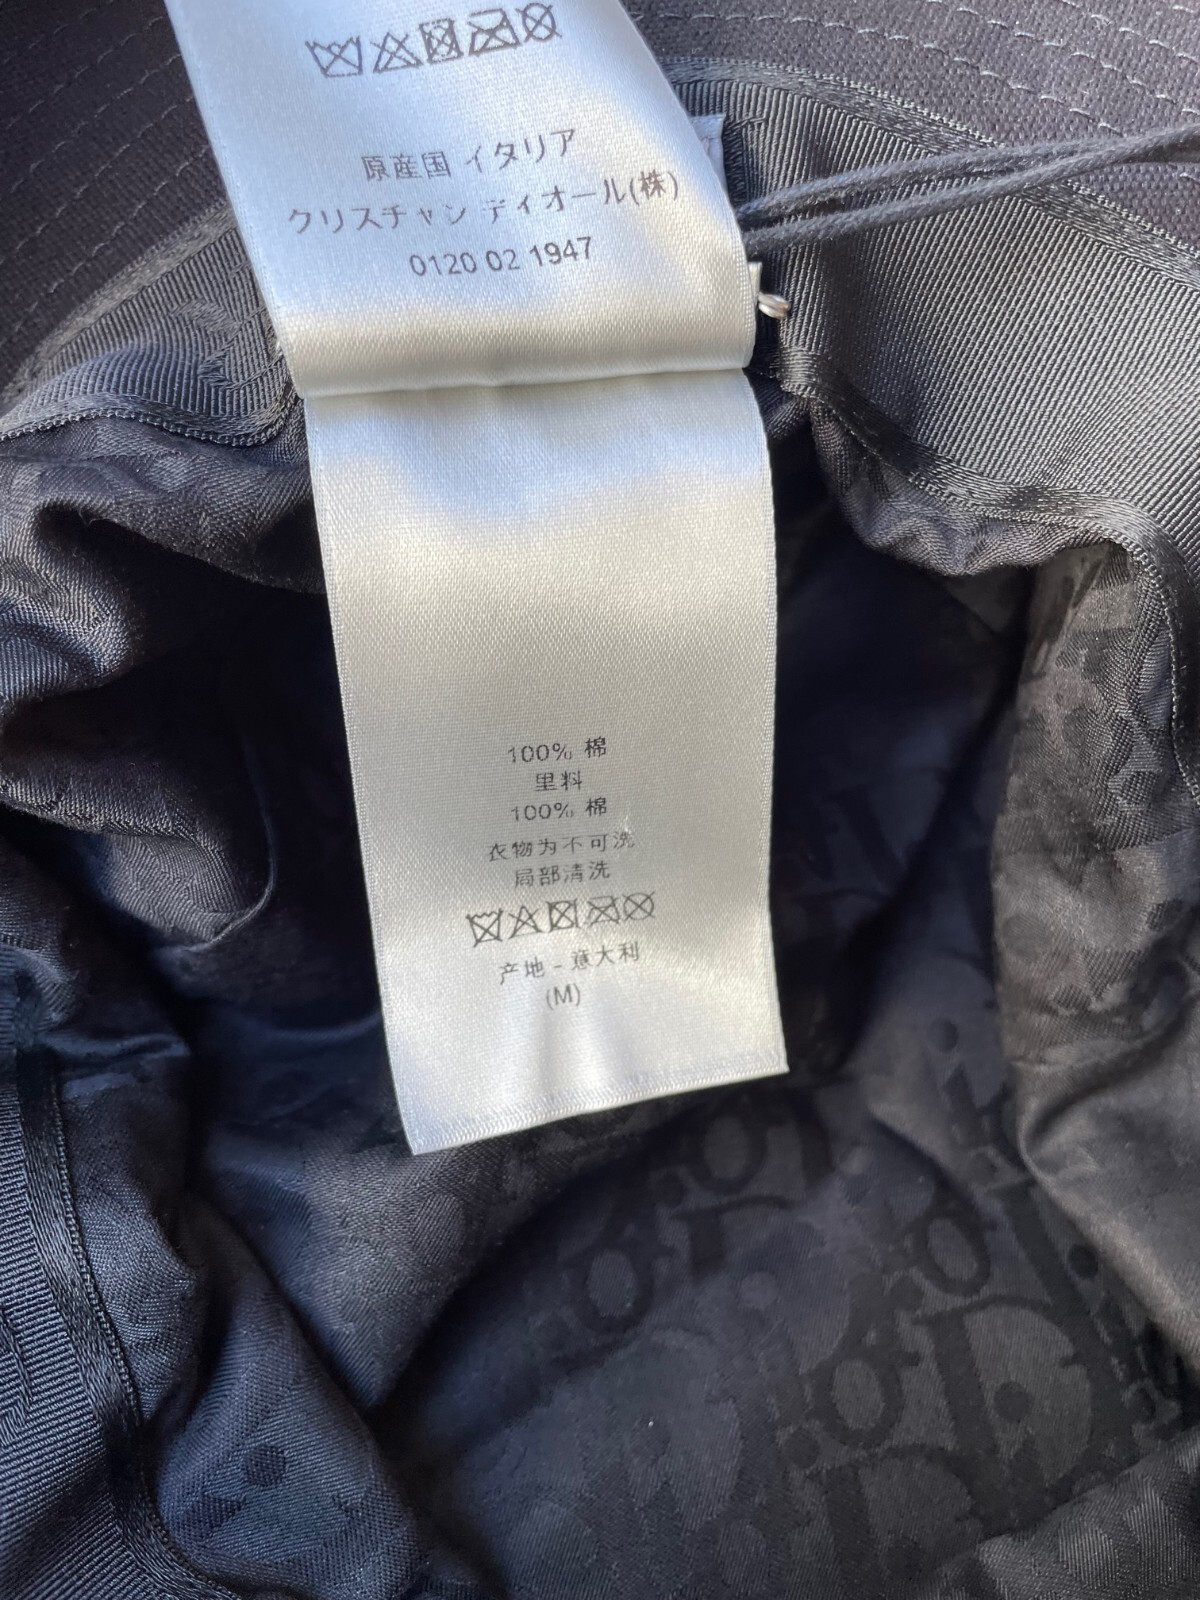 原産国 イタリア
クリスチャン ディオール(株)
0120 02 1947
100% 棉
里料
100% 棉
衣物为不可洗
局部清洗
产地 - 意大利
(M)
Dior
Dior